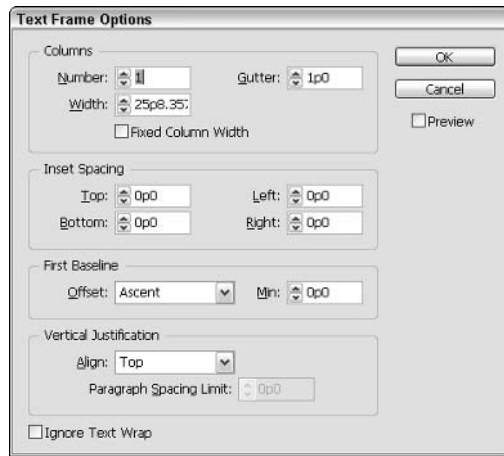 Text Frame Options
Columns
Number: 1 Gutter: 1p0
Width: 25p8.357
Fixed Column Width
OK
Cancel
Preview
Inset Spacing
Top: 0p0 Left: 0p0
Bottom: 0p0 Right: 0p0
First Baseline
Offset: Ascent Min: 0p0
Vertical Justification
Align: Top
Paragraph Spacing Limit: 0p0
Ignore Text Wrap